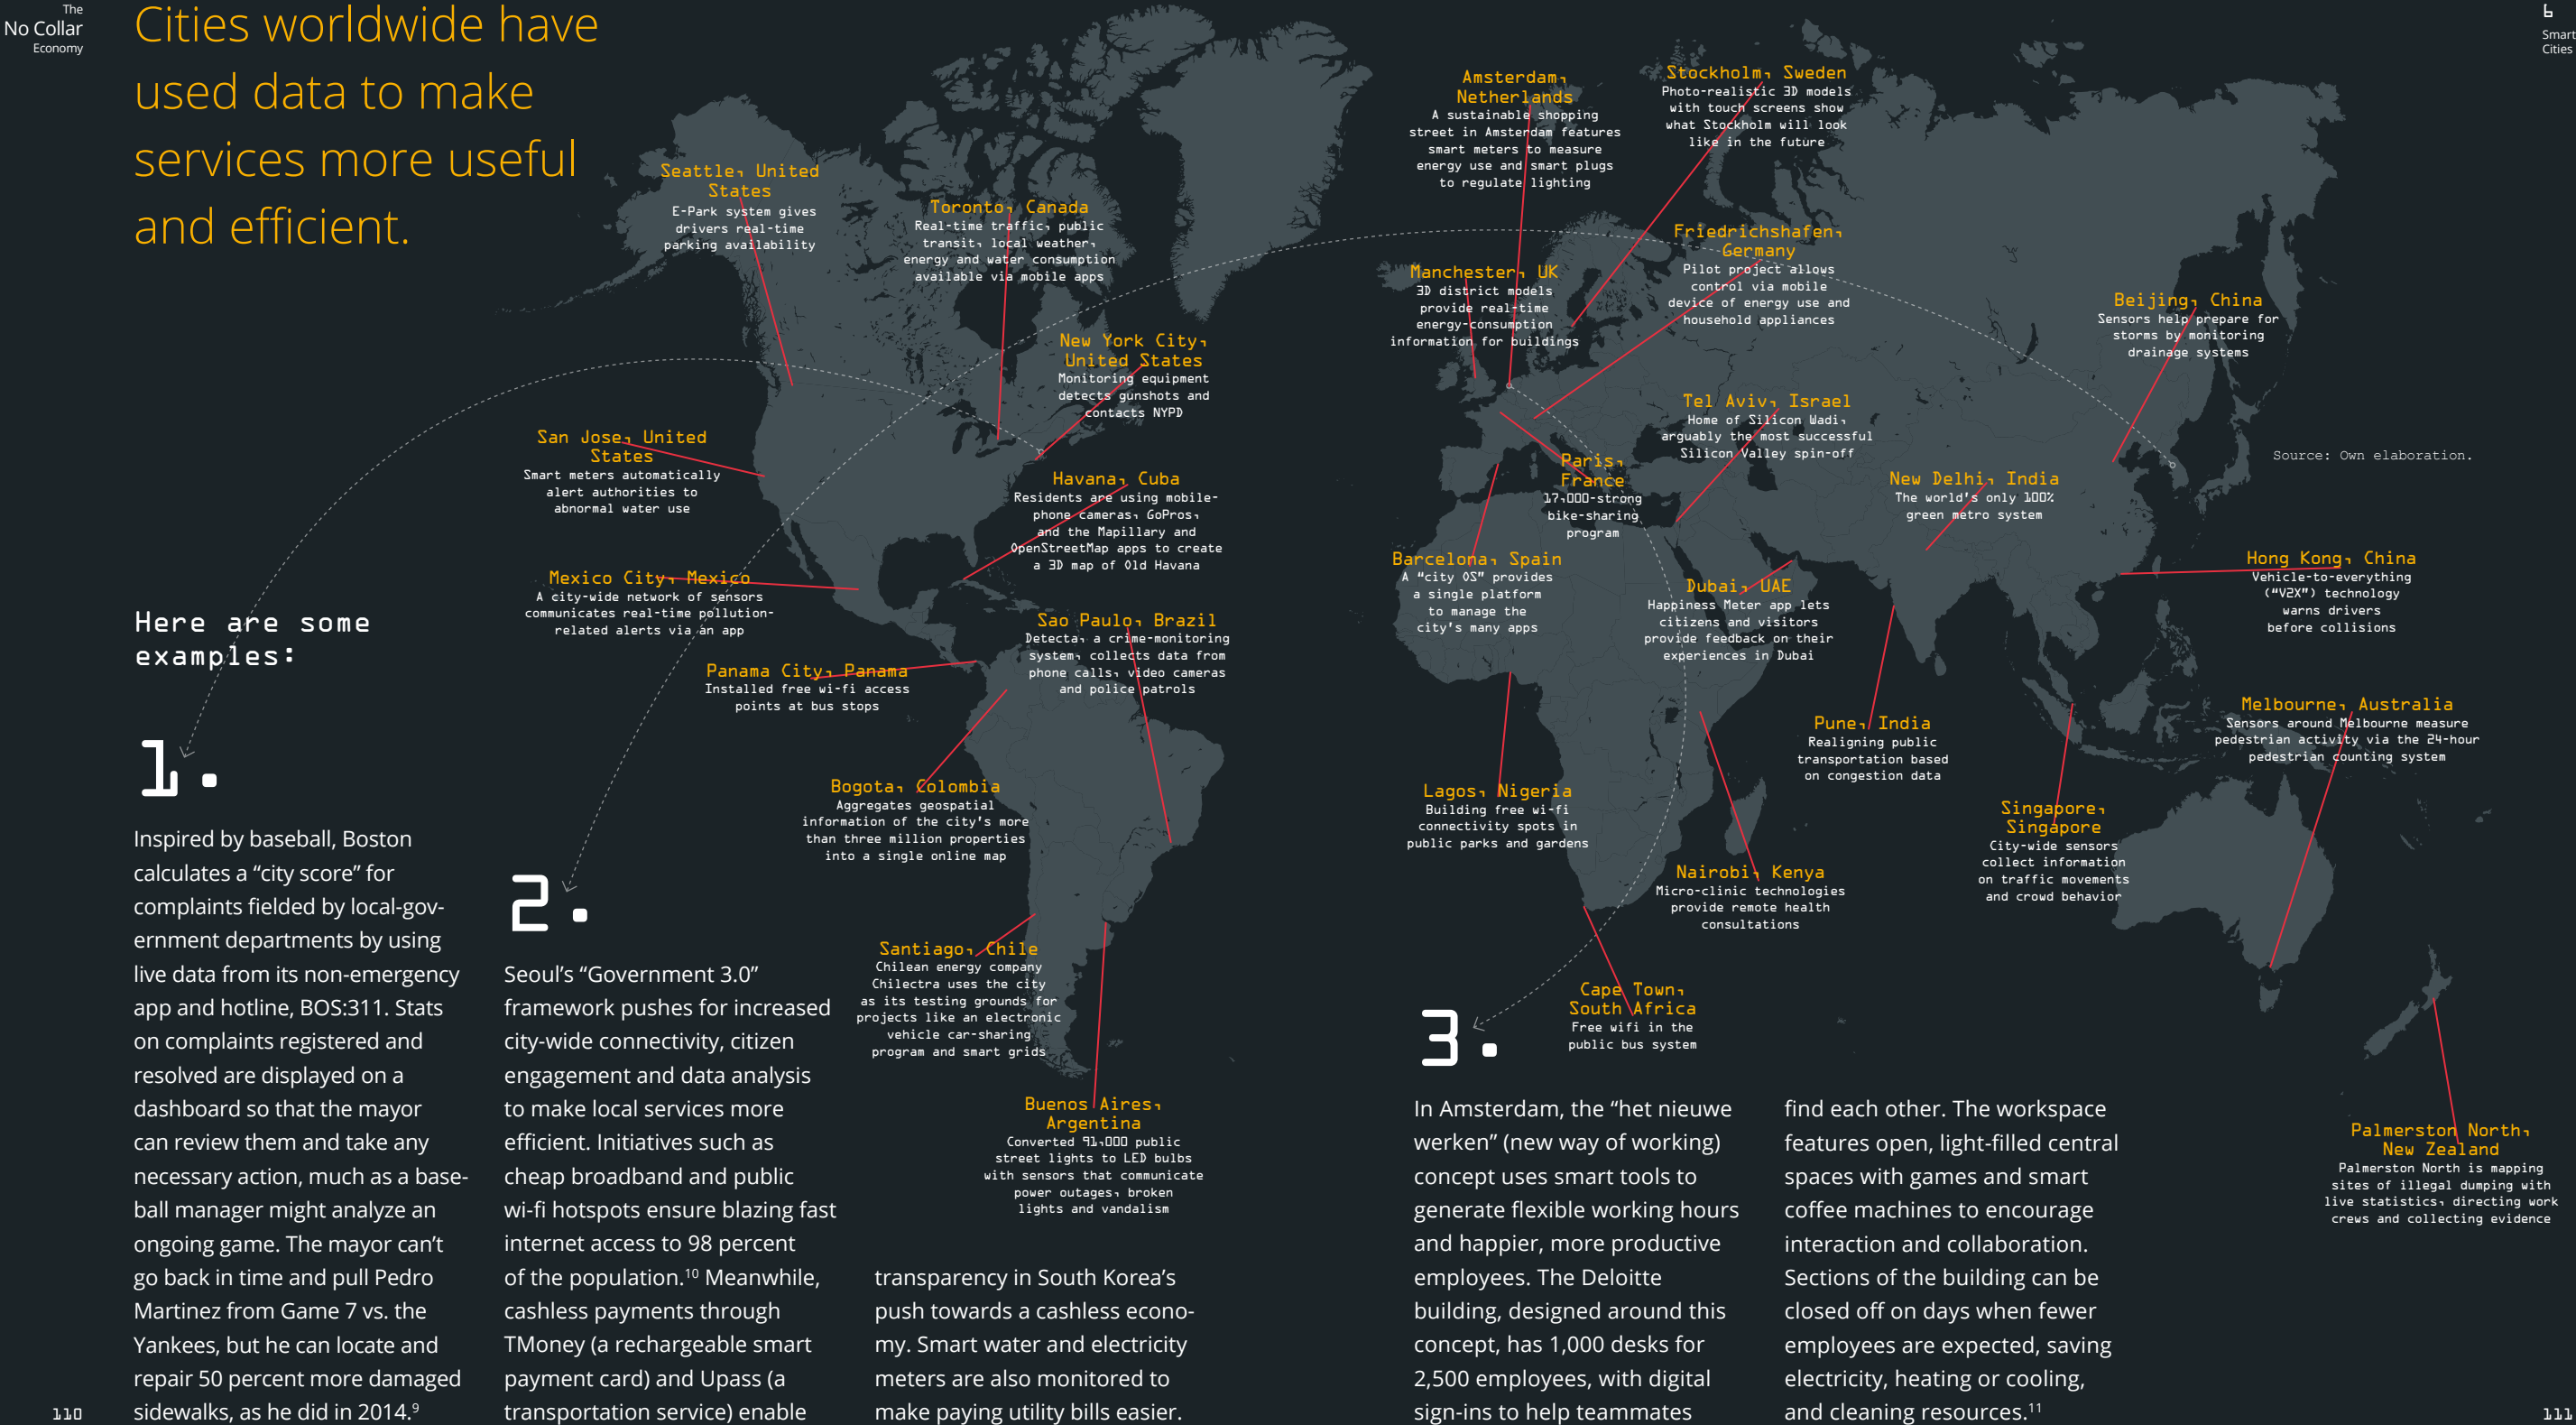 The
No Collar
Economy
Cities worldwide have
used data to make
services more useful
and efficient.
6
Smart
Cities
Seattle, United
States
E-Park system gives
drivers real-time
parking availability
Toronto, Canada
Real-time traffic, public
transit, local weather,
energy and water consumption
available via mobile apps
New York City,
United States
Monitoring equipment
detects gunshots and
contacts NYPD
San Jose, United
States
Smart meters automatically
alert authorities to
abnormal water use
Havana, Cuba
Residents are using mobile-
phone cameras, GoPros,
and the Mapillary and
OpenStreetMap apps to create
a 3D map of Old Havana
Mexico City, Mexico
A city-wide network of sensors
communicates real-time pollution-
related alerts via an app
Sao Paulo, Brazil
Detecta, a crime-monitoring
system, collects data from
phone calls, video cameras
and police patrols
Panama City, Panama
Installed free wi-fi access
points at bus stops
Bogota, Colombia
Aggregates geospatial
information of the city's more
than three million properties
into a single online map
Santiago, Chile
Chilean energy company
Chilectra uses the city
as its testing grounds for
projects like an electronic
vehicle car-sharing
program and smart grids
Buenos Aires,
Argentina
Converted 91,000 public
street lights to LED bulbs
with sensors that communicate
power outages, broken
lights and vandalism
Amsterdam,
Netherlands
A sustainable shopping
street in Amsterdam features
smart meters to measure
energy use and smart plugs
to regulate lighting
Stockholm, Sweden
Photo-realistic 3D models
with touch screens show
what Stockholm will look
like in the future
Friedrichshafen,
Germany
Pilot project allows
control via mobile
device of energy use and
household appliances
Manchester, UK
3D district models
provide real-time
energy-consumption
information for buildings
Beijing, China
Sensors help prepare for
storms by monitoring
drainage systems
Tel Aviv, Israel
Home of Silicon Wadi,
arguably the most successful
Silicon Valley spin-off
Source: Own elaboration.
Paris,
France
17,000-strong
bike-sharing
program
New Delhi, India
The world's only 100%
green metro system
Barcelona, Spain
A “city OS” provides
a single platform
to manage the
city's many apps
Dubai, UAE
Happiness Meter app lets
citizens and visitors
provide feedback on their
experiences in Dubai
Hong Kong, China
Vehicle-to-everything
(“V2X”) technology
warns drivers
before collisions
Pune, India
Realigning public
transportation based
on congestion data
Melbourne, Australia
Sensors around Melbourne measure
pedestrian activity via the 24-hour
pedestrian counting system
Lagos, Nigeria
Building free wi-fi
connectivity spots in
public parks and gardens
Singapore,
Singapore
City-wide sensors
collect information
on traffic movements
and crowd behavior
Nairobi, Kenya
Micro-clinic technologies
provide remote health
consultations
Cape Town,
South Africa
Free wifi in the
public bus system
Palmerston North,
New Zealand
Palmerston North is mapping
sites of illegal dumping with
live statistics, directing work
crews and collecting evidence
Here are some
examples:
1.
Inspired by baseball, Boston
calculates a “city score” for
complaints fielded by local-gov-
ernment departments by using
live data from its non-emergency
app and hotline, BOS:311. Stats
on complaints registered and
resolved are displayed on a
dashboard so that the mayor
can review them and take any
necessary action, much as a base-
ball manager might analyze an
ongoing game. The mayor can't
go back in time and pull Pedro
Martinez from Game 7 vs. the
Yankees, but he can locate and
repair 50 percent more damaged
sidewalks, as he did in 2014.⁹
2.
Seoul's “Government 3.0”
framework pushes for increased
city-wide connectivity, citizen
engagement and data analysis
to make local services more
efficient. Initiatives such as
cheap broadband and public
wi-fi hotspots ensure blazing fast
internet access to 98 percent
of the population.¹⁰ Meanwhile,
cashless payments through
TMoney (a rechargeable smart
payment card) and Upass (a
transportation service) enable
transparency in South Korea's
push towards a cashless econo-
my. Smart water and electricity
meters are also monitored to
make paying utility bills easier.
3.
In Amsterdam, the “het nieuwe
werken” (new way of working)
concept uses smart tools to
generate flexible working hours
and happier, more productive
employees. The Deloitte
building, designed around this
concept, has 1,000 desks for
2,500 employees, with digital
sign-ins to help teammates
find each other. The workspace
features open, light-filled central
spaces with games and smart
coffee machines to encourage
interaction and collaboration.
Sections of the building can be
closed off on days when fewer
employees are expected, saving
electricity, heating or cooling,
and cleaning resources.¹¹
110
111